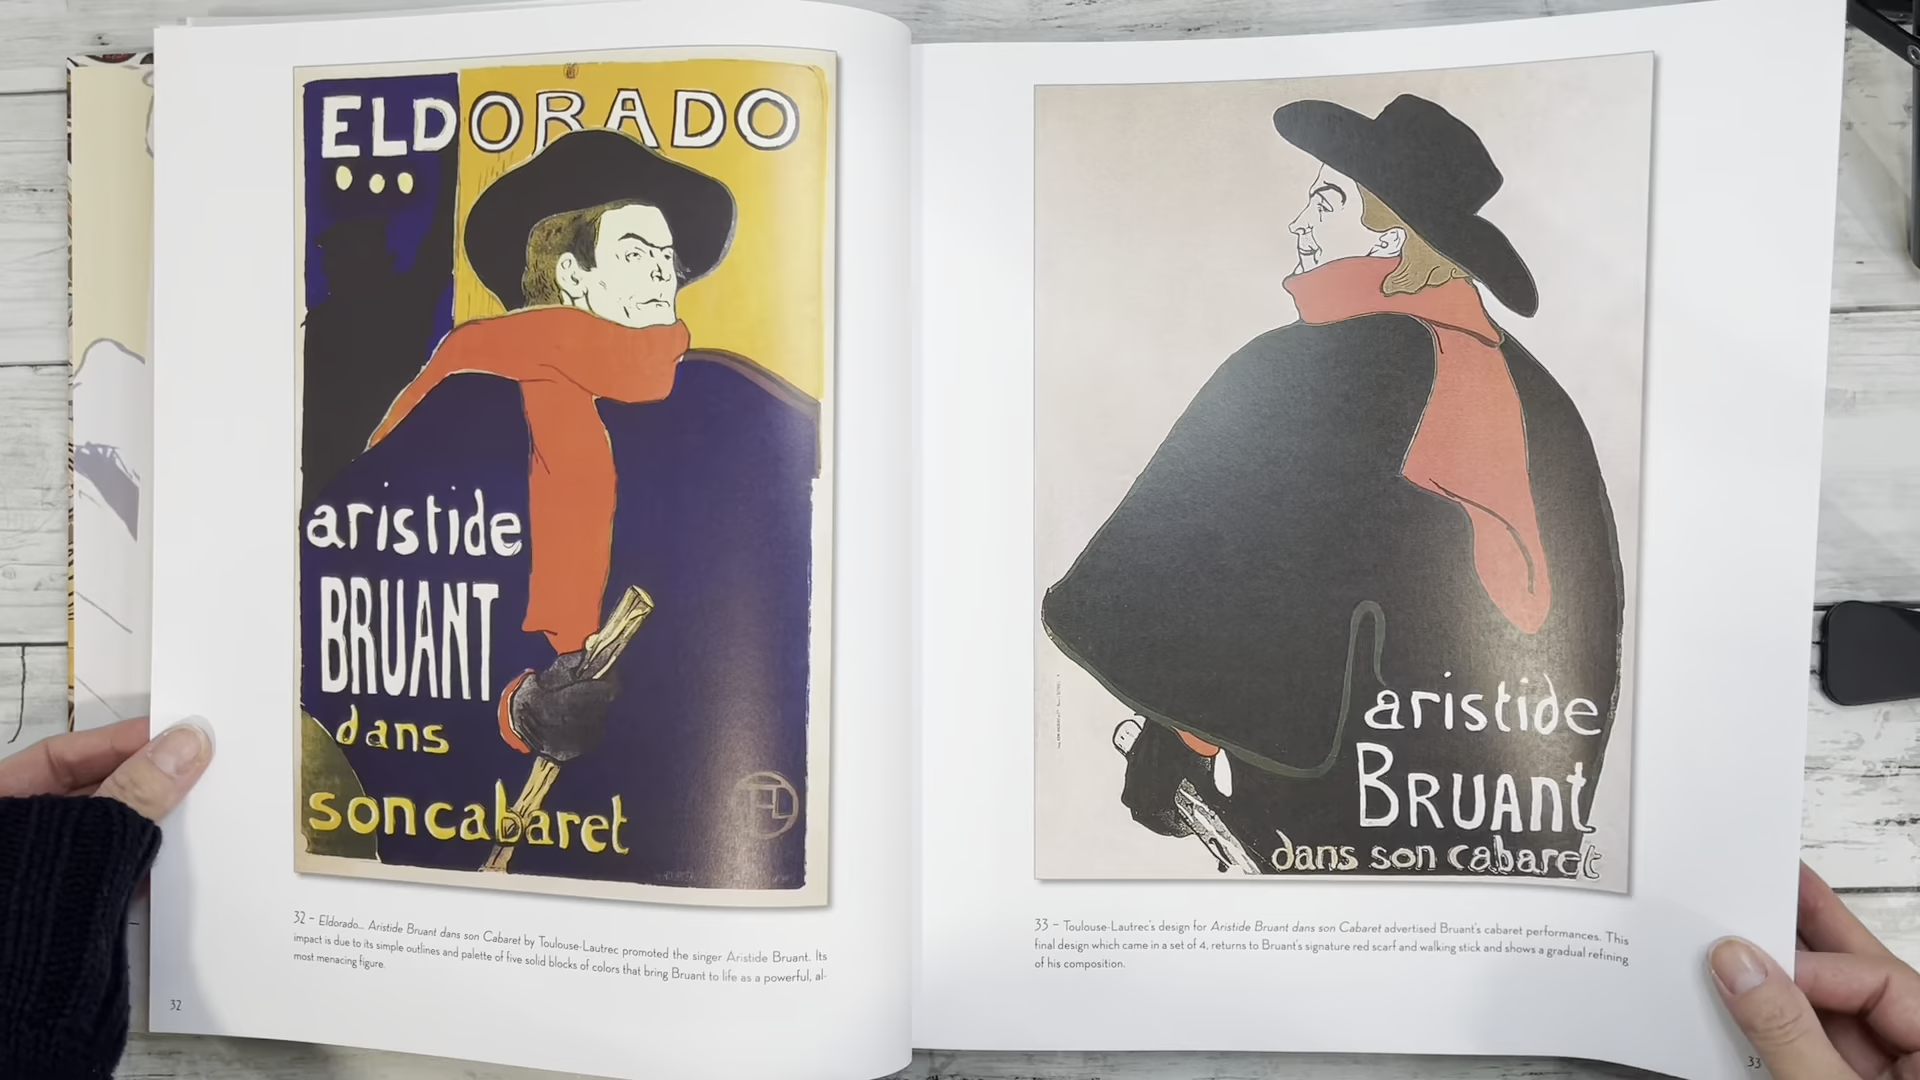 ELDORADO
...
aristide
BRUANT
dans
son cabaret
32 – Eldorado... Aristide Bruant dans son Cabaret by Toulouse-Lautrec promoted the singer Aristide Bruant. Its
impact is due to its simple outlines and palette of five solid blocks of colors that bring Bruant to life as a powerful, al-
most menacing figure.
32
aristide
BRUANT
dans son cabaret
33 – Toulouse-Lautrec's design for Aristide Bruant dans son Cabaret advertised Bruant's cabaret performances. This
final design which came in a set of 4, returns to Bruant's signature red scarf and walking stick and shows a gradual refining
of his composition.
33